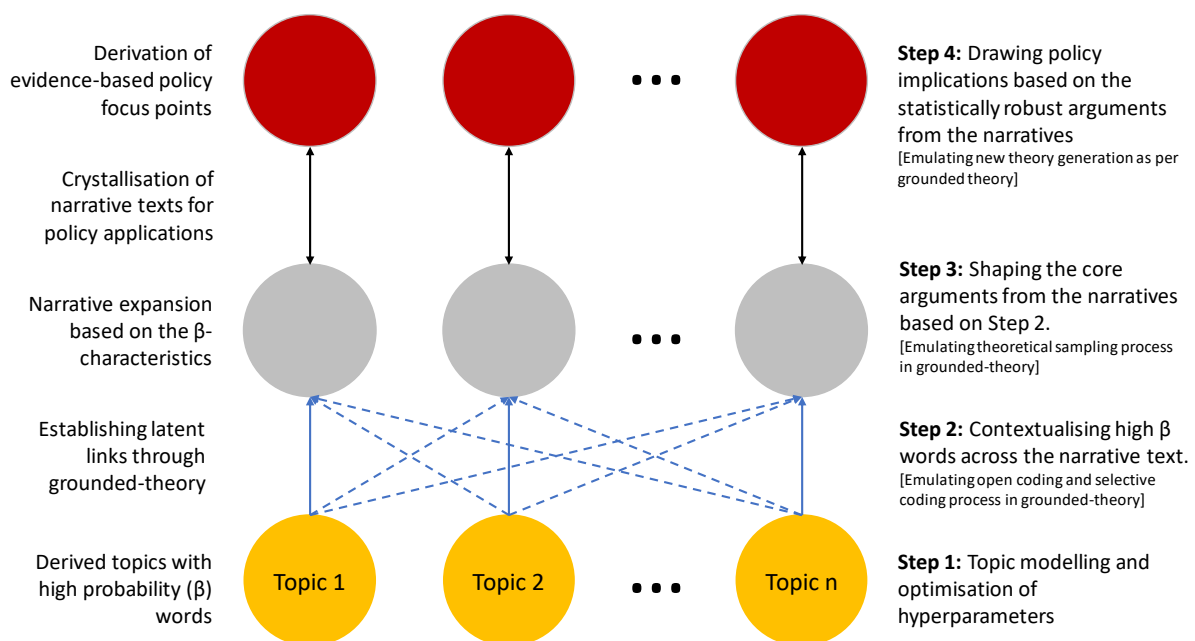 Derivation of
evidence-based policy
focus points
Step 4: Drawing policy
implications based on the
statistically robust arguments
from the narratives
[Emulating new theory generation as per
grounded theory]
Crystallisation of
narrative texts for
policy applications
Narrative expansion
based on the β-
characteristics
Step 3: Shaping the core
arguments from the narratives
based on Step 2.
[Emulating theoretical sampling process
in grounded-theory]
Establishing latent
links through
grounded-theory
Step 2: Contextualising high β
words across the narrative text.
[Emulating open coding and selective
coding process in grounded-theory]
Derived topics with
high probability (β)
words
Topic 1
Topic 2
Topic n
Step 1: Topic modelling and
optimisation of
hyperparameters